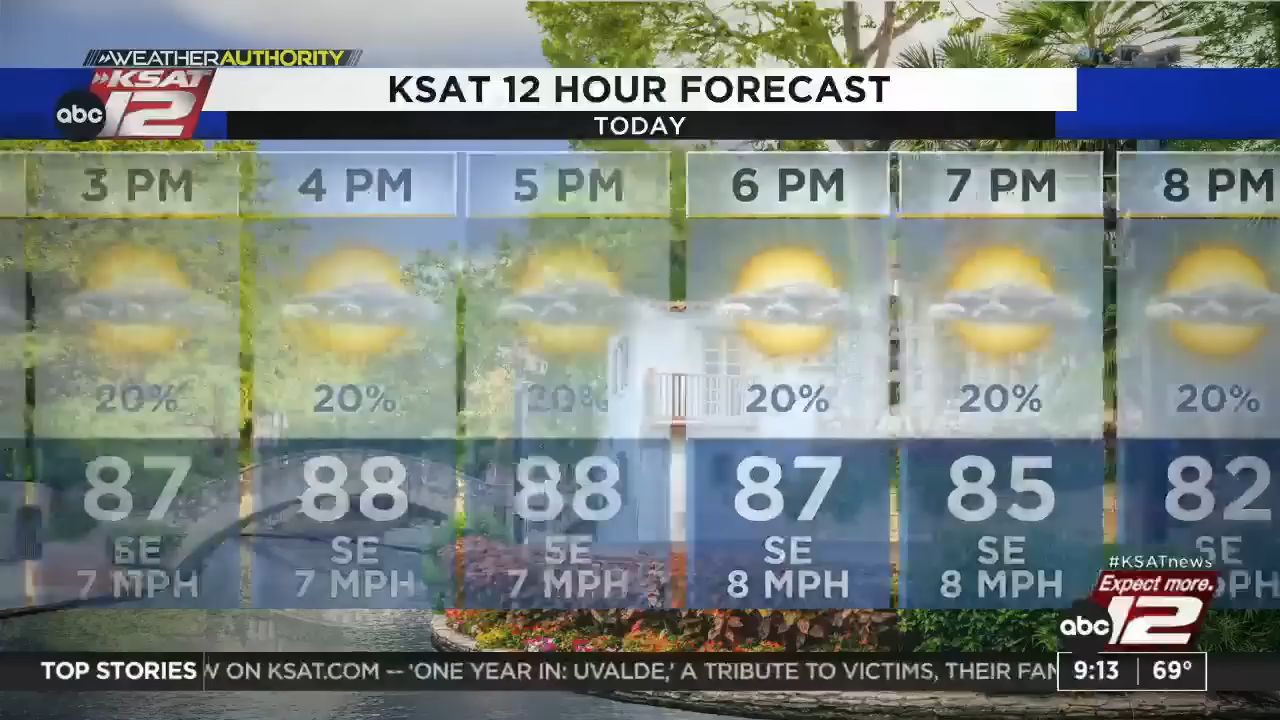 WEATHERAUTHORITY
KSAT
abc 12
KSAT 12 HOUR FORECAST
TODAY
3 PM 4 PM 5 PM 6 PM 7 PM 8 PM
20% 20% 20% 20% 20% 20%
87 88 88 87 85 82
SE SE SE SE SE SE
7 MPH 7 MPH 7 MPH 8 MPH 8 MPH PH
#KSATnews
Expect more.
abc 12
TOP STORIES W ON KSAT.COM -- 'ONE YEAR IN: UVALDE,' A TRIBUTE TO VICTIMS, THEIR FAM
9:13 69°